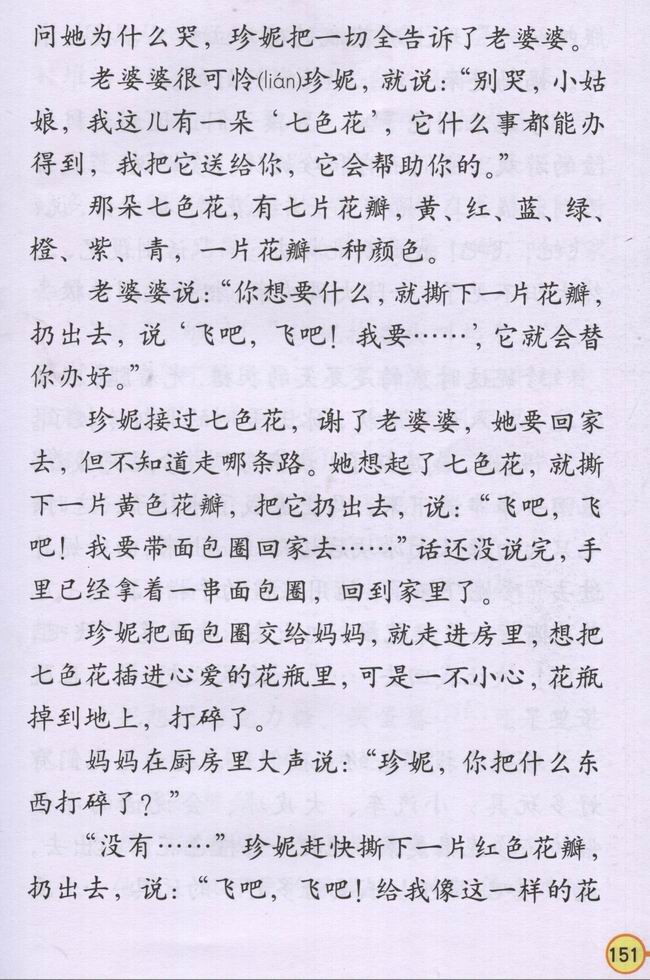 问她为什么哭，珍妮把一切全告诉了老婆婆。
老婆婆很可怜(lián)珍妮，就说：“别哭，小姑
娘，我这儿有一朵‘七色花’，它什么事都能办
得到，我把它送给你，它会帮助你的。”
那朵七色花，有七片花瓣，黄、红、蓝、绿、
橙、紫、青，一片花瓣一种颜色。
老婆婆说：“你想要什么，就撕下一片花瓣，
扔出去，说‘飞吧，飞吧！我要……’，它就会替
你办好。”
珍妮接过七色花，谢了老婆婆，她要回家
去，但不知道走哪条路。她想起了七色花，就撕
下一片黄色花瓣，把它扔出去，说：“飞吧，飞
吧！我要带面包圈回家去……”话还没说完，手
里已经拿着一串面包圈，回到家里了。
珍妮把面包圈交给妈妈，就走进房里，想把
七色花插进心爱的花瓶里，可是一不小心，花瓶
掉到地上，打碎了。
妈妈在厨房里大声说：“珍妮，你把什么东
西打碎了？”
“没有……”珍妮赶快撕下一片红色花瓣，
扔出去，说：“飞吧，飞吧！给我像这一样的花
151